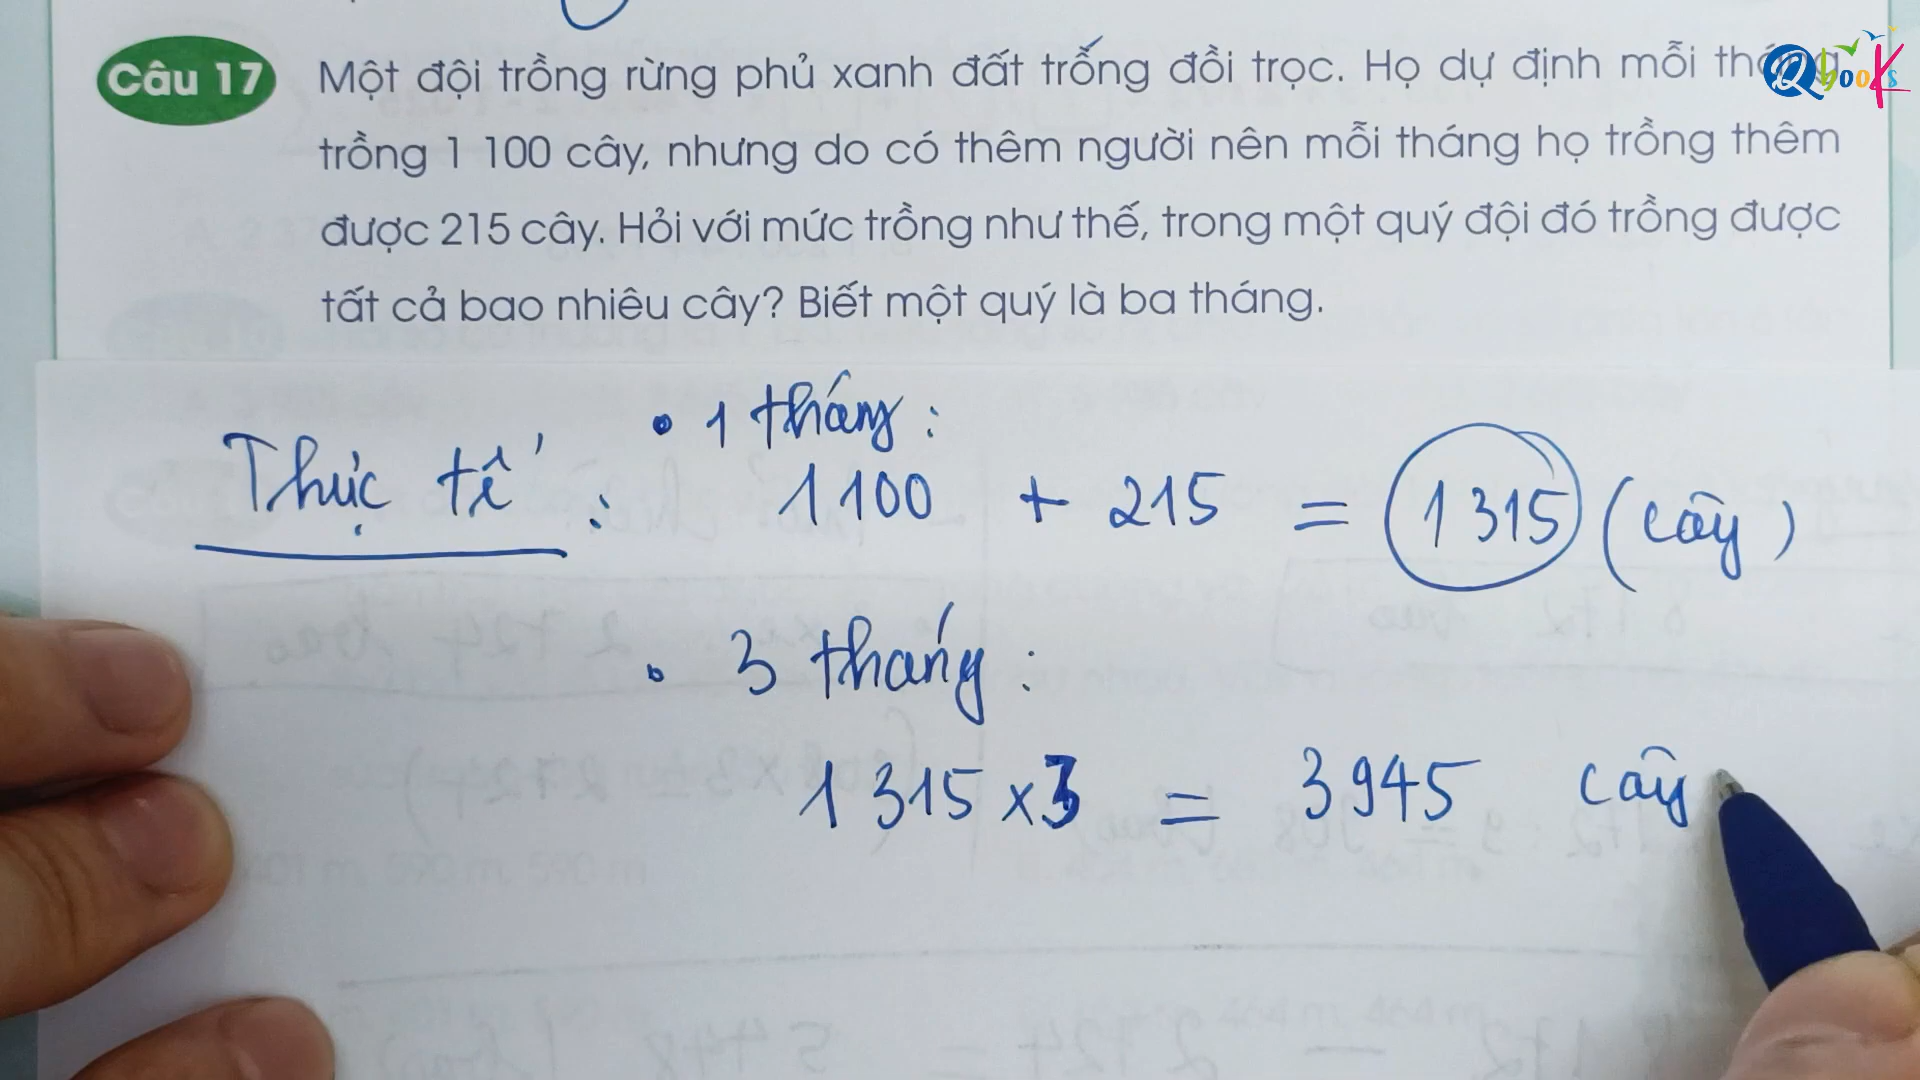 Câu 17 Một đội trồng rừng phủ xanh đất trống đồi trọc. Họ dự định mỗi tháng
trồng 1 100 cây, nhưng do có thêm người nên mỗi tháng họ trồng thêm
được 215 cây. Hỏi với mức trồng như thế, trong một quý đội đó trồng được
tất cả bao nhiêu cây? Biết một quý là ba tháng.
Qbooks
• 1 tháng :
Thực tế : 1100 + 215 = 1315 (cây)
• 3 tháng :
1315 x 3 = 3945 cây